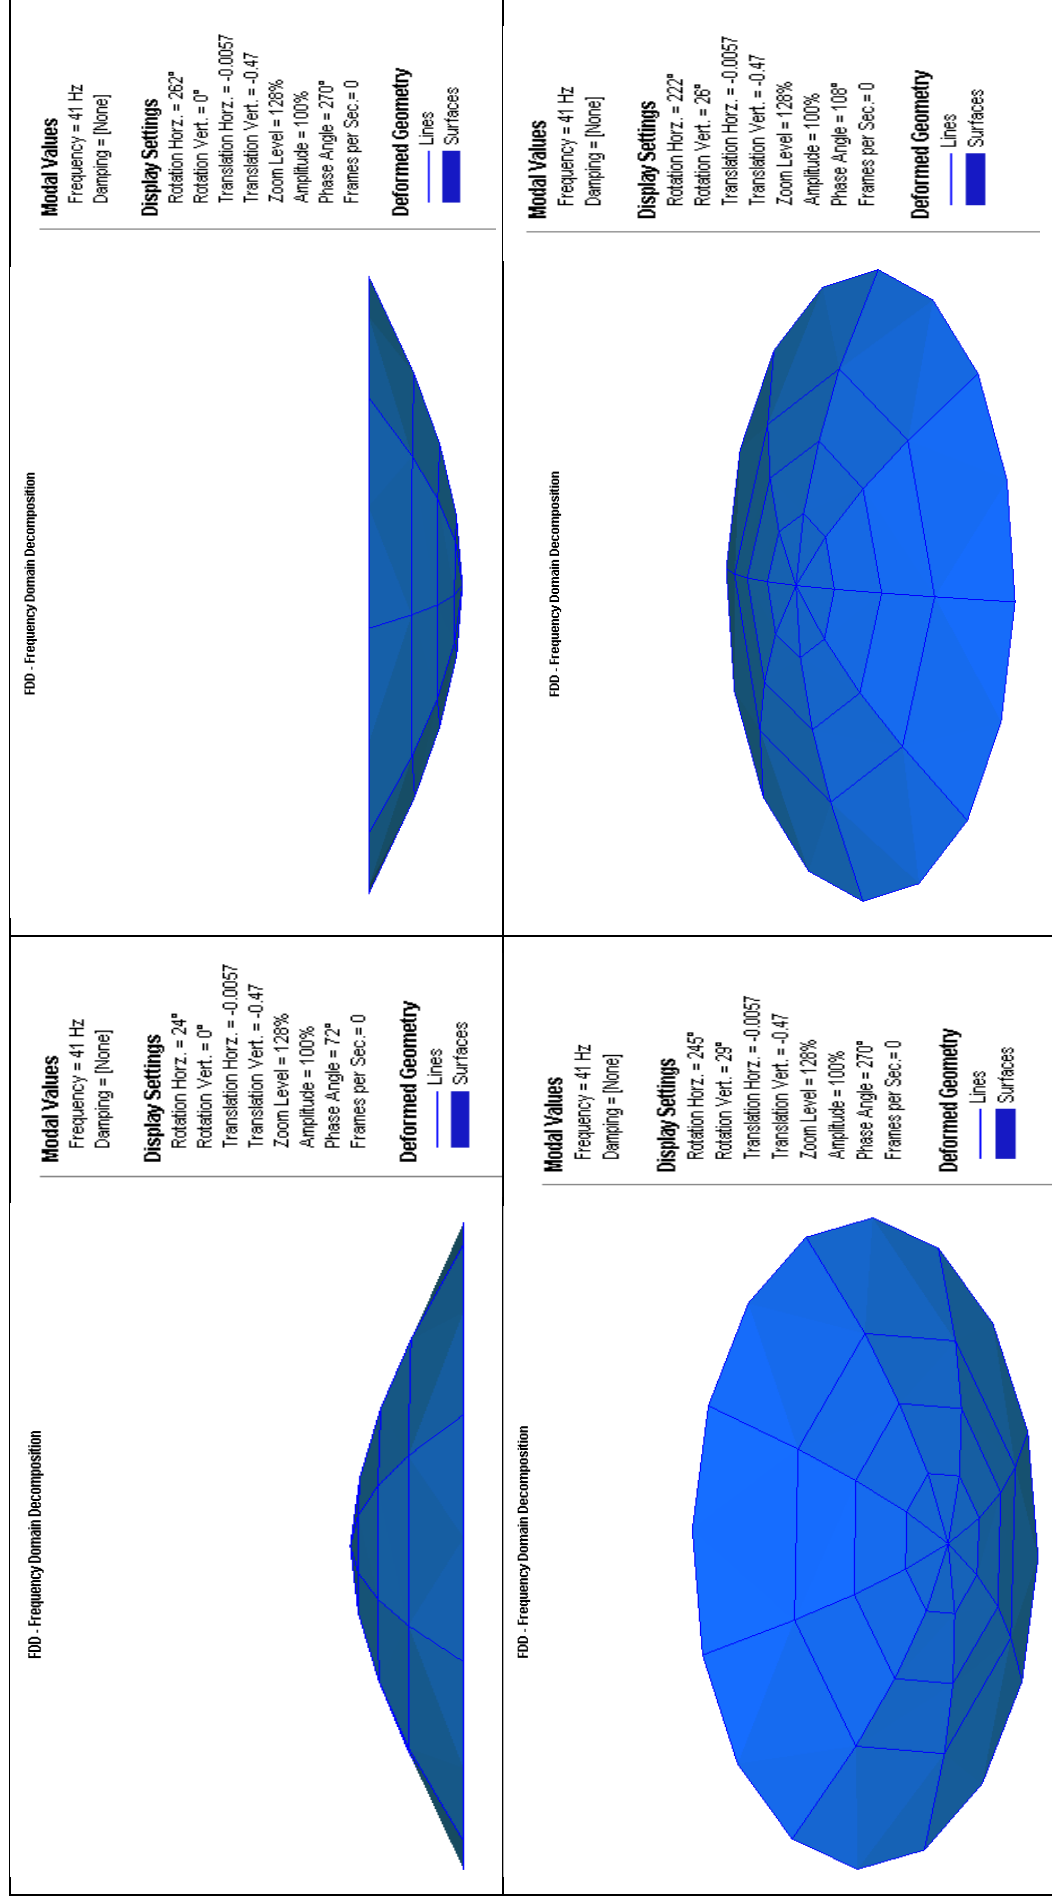 FDD - Frequency Domain Decomposition
Modal Values
Frequency = 41 Hz
Damping = [None]
Display Settings
Rotation Horz. = 24°
Rotation Vert. = 0°
Translation Horz. = -0.0057
Translation Vert. = -0.47
Zoom Level = 128%
Amplitude = 100%
Phase Angle = 72°
Frames per Sec.= 0
Deformed Geometry
Lines
Surfaces
FDD - Frequency Domain Decomposition
Modal Values
Frequency = 41 Hz
Damping = [None]
Display Settings
Rotation Horz. = 262°
Rotation Vert. = 0°
Translation Horz. = -0.0057
Translation Vert. = -0.47
Zoom Level = 128%
Amplitude = 100%
Phase Angle = 270°
Frames per Sec.= 0
Deformed Geometry
Lines
Surfaces
FDD - Frequency Domain Decomposition
Modal Values
Frequency = 41 Hz
Damping = [None]
Display Settings
Rotation Horz. = 245°
Rotation Vert. = 29°
Translation Horz. = -0.0057
Translation Vert. = -0.47
Zoom Level = 128%
Amplitude = 100%
Phase Angle = 270°
Frames per Sec.= 0
Deformed Geometry
Lines
Surfaces
FDD - Frequency Domain Decomposition
Modal Values
Frequency = 41 Hz
Damping = [None]
Display Settings
Rotation Horz. = 222°
Rotation Vert. = 26°
Translation Horz. = -0.0057
Translation Vert. = -0.47
Zoom Level = 128%
Amplitude = 100%
Phase Angle = 108°
Frames per Sec.= 0
Deformed Geometry
Lines
Surfaces